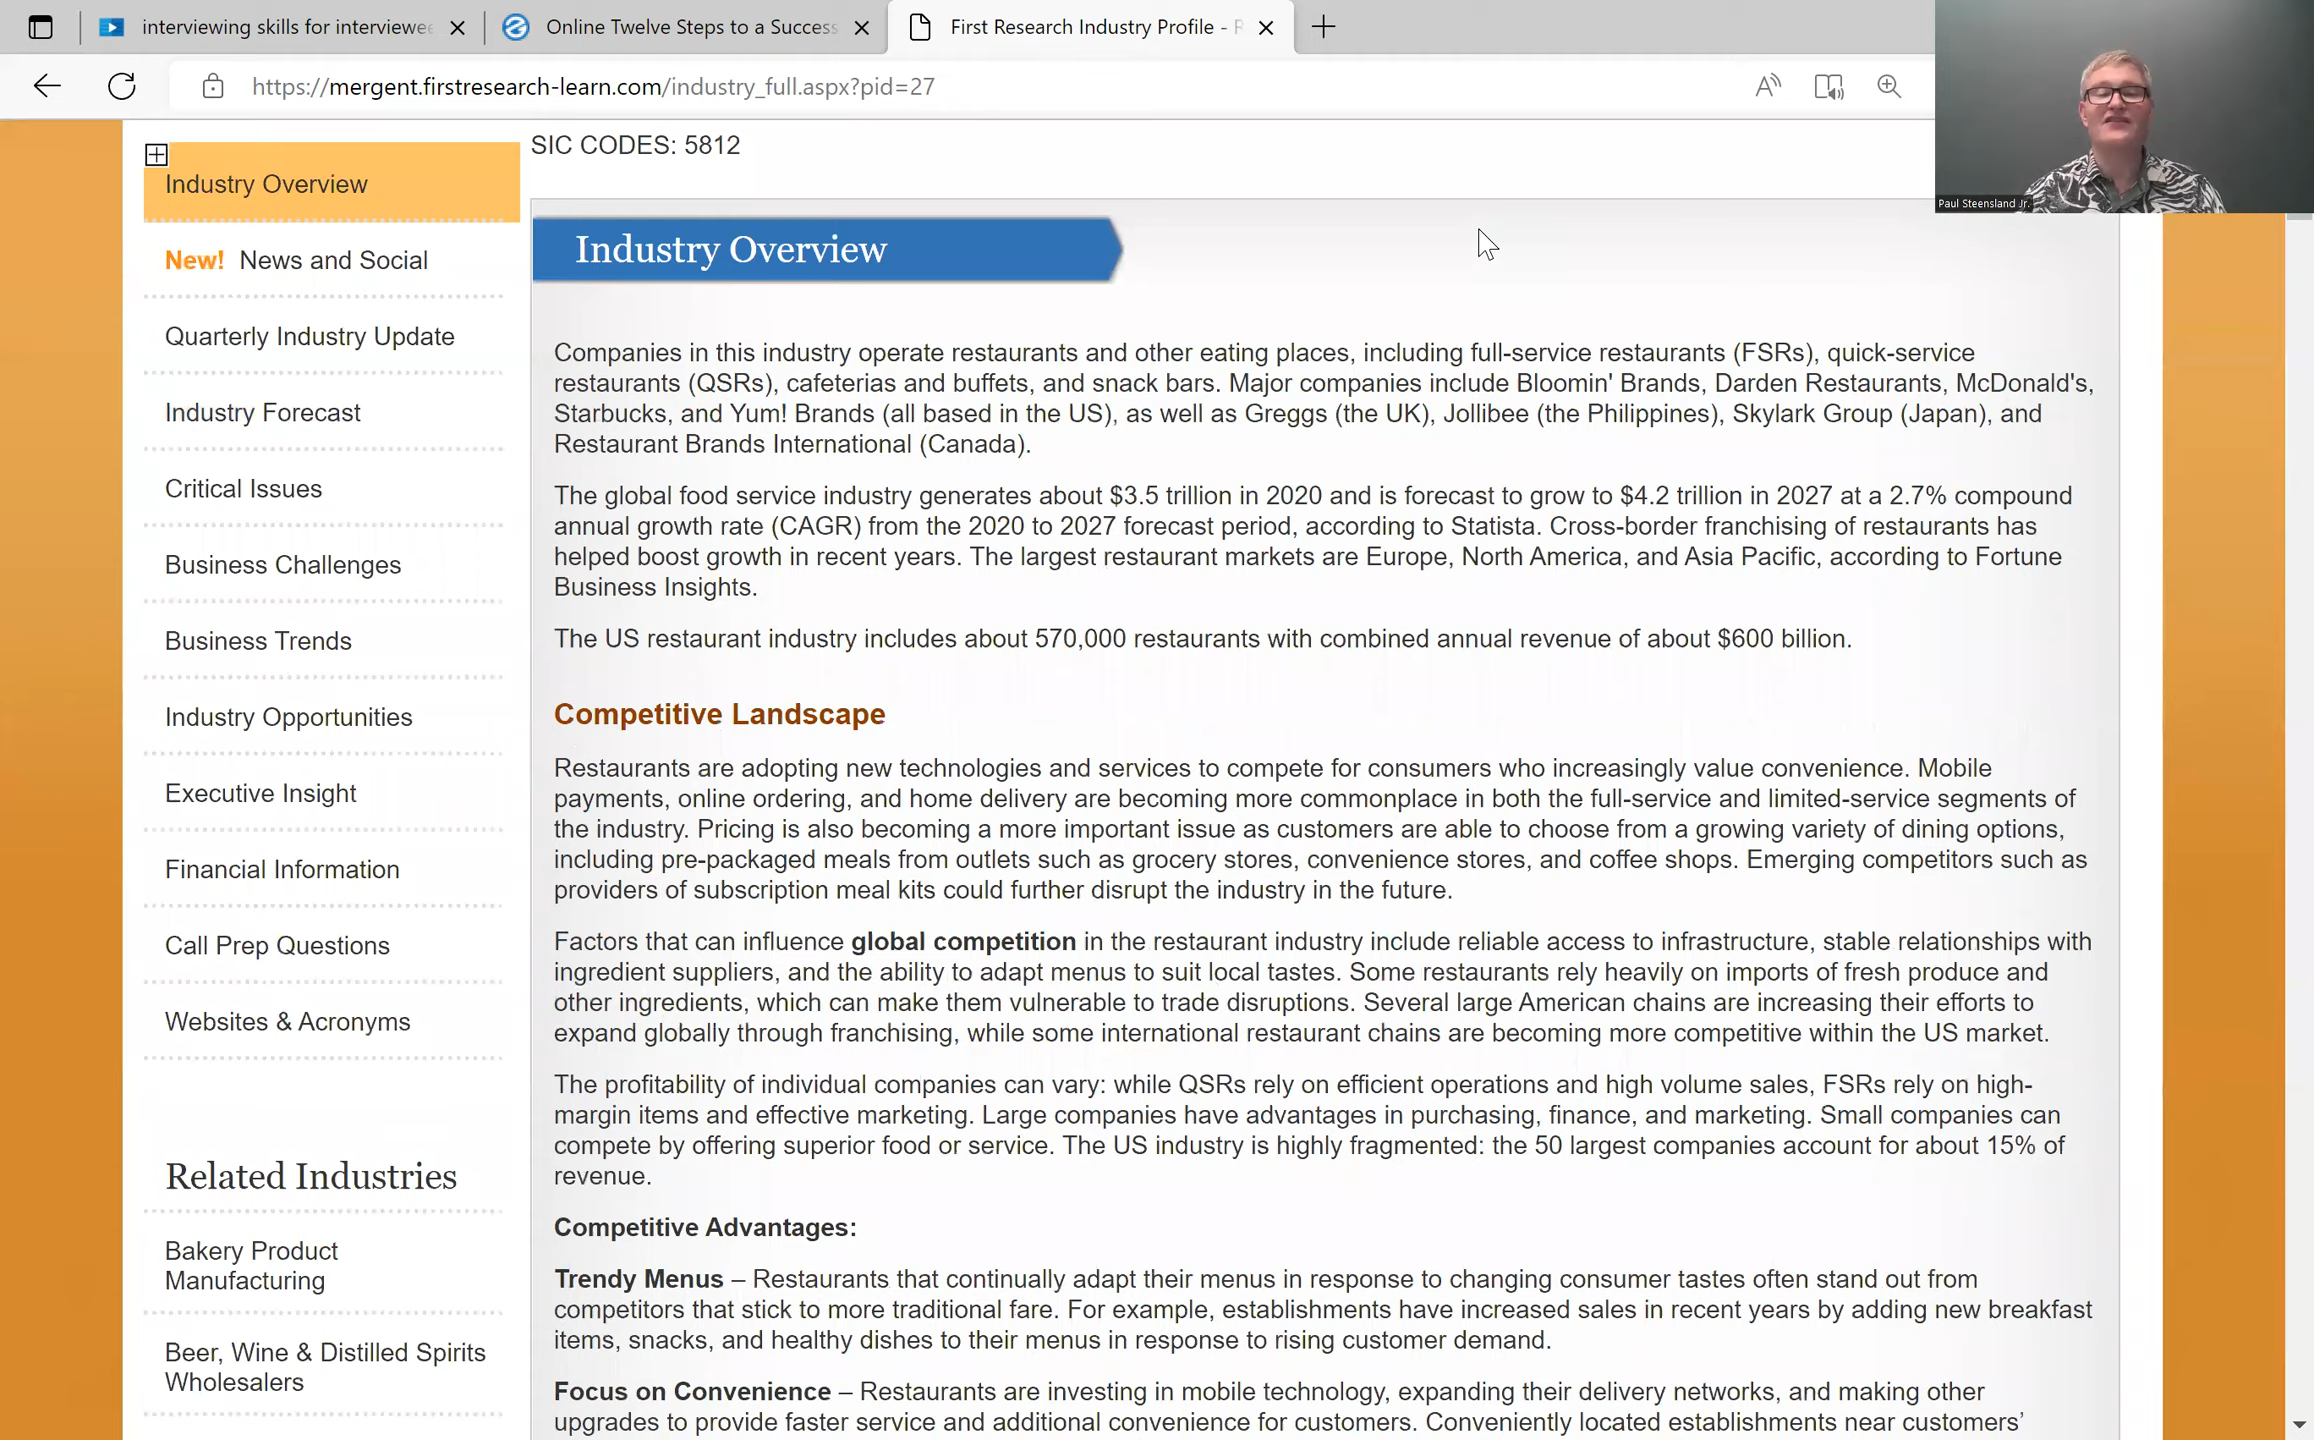 interviewing skills for interviewee
Online Twelve Steps to a Success
First Research Industry Profile - R
https://mergent.firstresearch-learn.com/industry_full.aspx?pid=27
Paul Steensland Jr.
SIC CODES: 5812
Industry Overview
New! News and Social
Quarterly Industry Update
Industry Forecast
Critical Issues
Business Challenges
Business Trends
Industry Opportunities
Executive Insight
Financial Information
Call Prep Questions
Websites & Acronyms
Related Industries
Bakery Product
Manufacturing
Beer, Wine & Distilled Spirits
Wholesalers
Industry Overview
Companies in this industry operate restaurants and other eating places, including full-service restaurants (FSRs), quick-service
restaurants (QSRs), cafeterias and buffets, and snack bars. Major companies include Bloomin' Brands, Darden Restaurants, McDonald's,
Starbucks, and Yum! Brands (all based in the US), as well as Greggs (the UK), Jollibee (the Philippines), Skylark Group (Japan), and
Restaurant Brands International (Canada).
The global food service industry generates about $3.5 trillion in 2020 and is forecast to grow to $4.2 trillion in 2027 at a 2.7% compound
annual growth rate (CAGR) from the 2020 to 2027 forecast period, according to Statista. Cross-border franchising of restaurants has
helped boost growth in recent years. The largest restaurant markets are Europe, North America, and Asia Pacific, according to Fortune
Business Insights.
The US restaurant industry includes about 570,000 restaurants with combined annual revenue of about $600 billion.
Competitive Landscape
Restaurants are adopting new technologies and services to compete for consumers who increasingly value convenience. Mobile
payments, online ordering, and home delivery are becoming more commonplace in both the full-service and limited-service segments of
the industry. Pricing is also becoming a more important issue as customers are able to choose from a growing variety of dining options,
including pre-packaged meals from outlets such as grocery stores, convenience stores, and coffee shops. Emerging competitors such as
providers of subscription meal kits could further disrupt the industry in the future.
Factors that can influence global competition in the restaurant industry include reliable access to infrastructure, stable relationships with
ingredient suppliers, and the ability to adapt menus to suit local tastes. Some restaurants rely heavily on imports of fresh produce and
other ingredients, which can make them vulnerable to trade disruptions. Several large American chains are increasing their efforts to
expand globally through franchising, while some international restaurant chains are becoming more competitive within the US market.
The profitability of individual companies can vary: while QSRs rely on efficient operations and high volume sales, FSRs rely on high-
margin items and effective marketing. Large companies have advantages in purchasing, finance, and marketing. Small companies can
compete by offering superior food or service. The US industry is highly fragmented: the 50 largest companies account for about 15% of
revenue.
Competitive Advantages:
Trendy Menus – Restaurants that continually adapt their menus in response to changing consumer tastes often stand out from
competitors that stick to more traditional fare. For example, establishments have increased sales in recent years by adding new breakfast
items, snacks, and healthy dishes to their menus in response to rising customer demand.
Focus on Convenience – Restaurants are investing in mobile technology, expanding their delivery networks, and making other
upgrades to provide faster service and additional convenience for customers. Conveniently located establishments near customers’